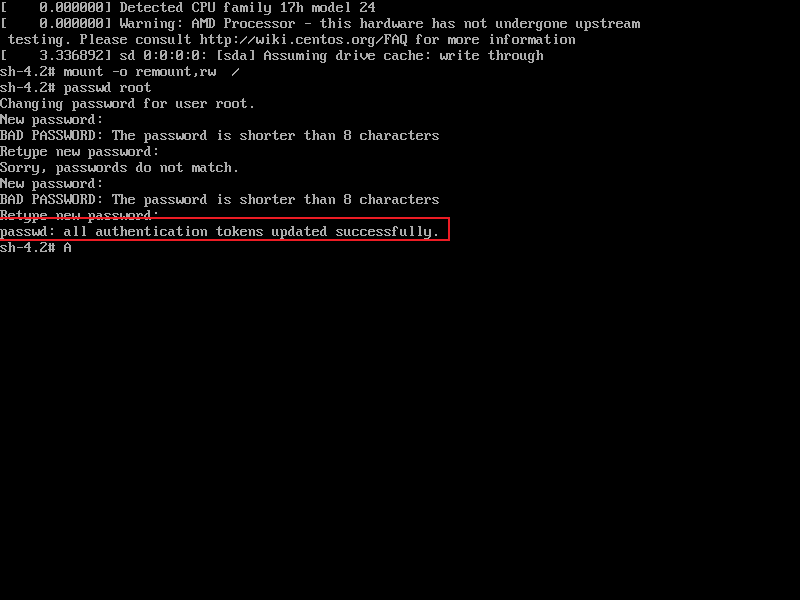 [    0.000000] Detected CPU family 17h model 24
[    0.000000] Warning: AMD Processor - this hardware has not undergone upstream
 testing. Please consult http://wiki.centos.org/FAQ for more information
[    3.336892] sd 0:0:0:0: [sda] Assuming drive cache: write through
sh-4.2# mount -o remount,rw  /
sh-4.2# passwd root
Changing password for user root.
New password:
BAD PASSWORD: The password is shorter than 8 characters
Retype new password:
Sorry, passwords do not match.
New password:
BAD PASSWORD: The password is shorter than 8 characters
Retype new password:
passwd: all authentication tokens updated successfully.
sh-4.2# A